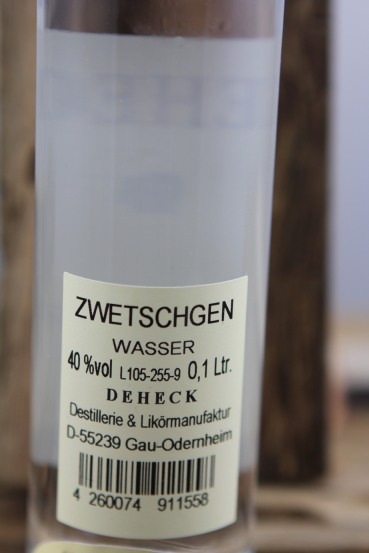 ZWETSCHGEN
WASSER
40 %vol L105-255-9 0,1 Ltr.
DEHECK
Destillerie & Likörmanufaktur
D-55239 Gau-Odernheim
4 260074 911558